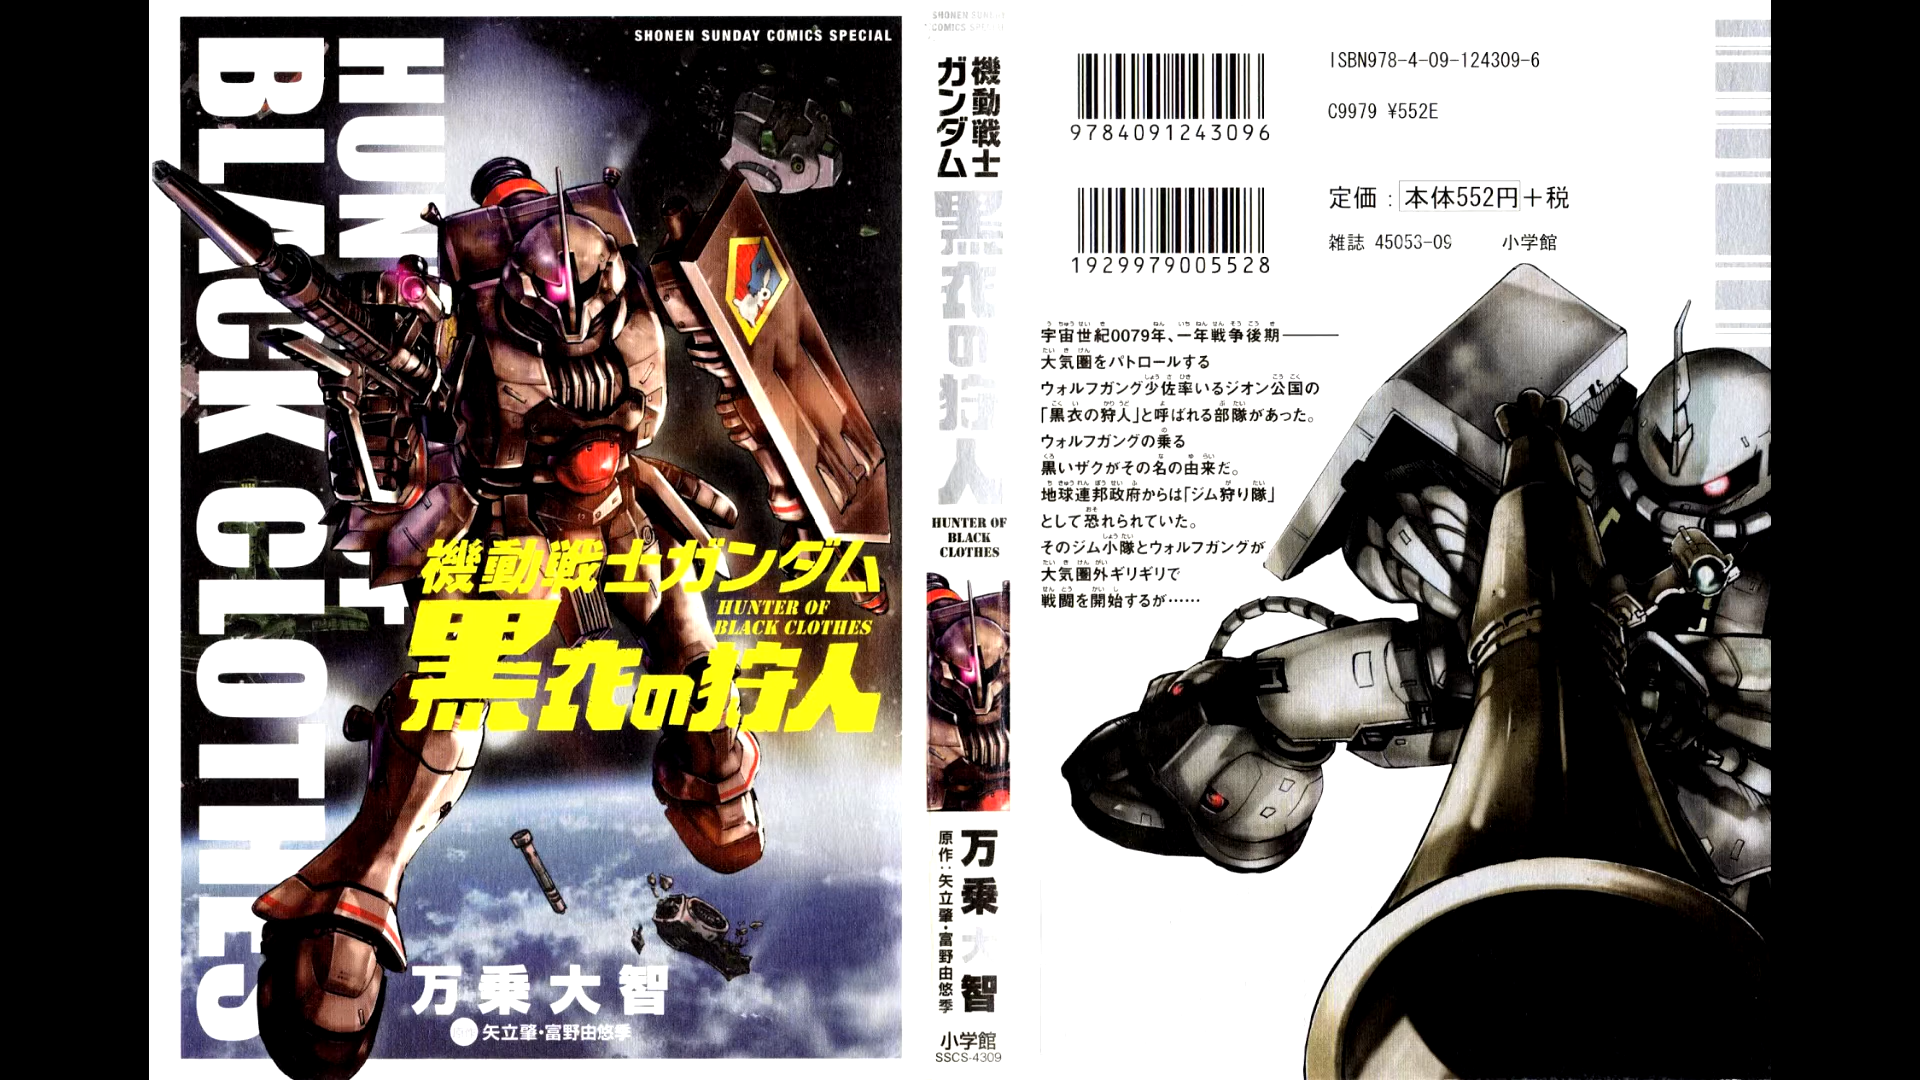 SHONEN SUNDAY COMICS SPECIAL
HUNT
BLACK CLOTHES
機動戦士ガンダム
HUNTER OF
BLACK CLOTHES
黒衣の狩人
万乗大智
矢立肇・富野由悠季
SHONEN SUNDAY
COMICS SPECIAL
機動戦士
ガンダム
黒衣の狩人
HUNTER OF
BLACK
CLOTHES
万乗大智
原作:矢立肇・富野由悠季
小学館
SSCS-4309
9784091243096
1929979005528
ISBN978-4-09-124309-6
C9979 ¥552E
定価:本体552円+税
雑誌 45053-09 小学館
宇宙世紀0079年、一年戦争後期――
大気圏をパトロールする
ウォルフガング少佐率いるジオン公国の
「黒衣の狩人」と呼ばれる部隊があった。
ウォルフガングの乗る
黒いザクがその名の由来だ。
地球連邦政府からは「ジム狩り隊」
として恐れられていた。
そのジム小隊とウォルフガングが
大気圏外ギリギリで
戦闘を開始するが……